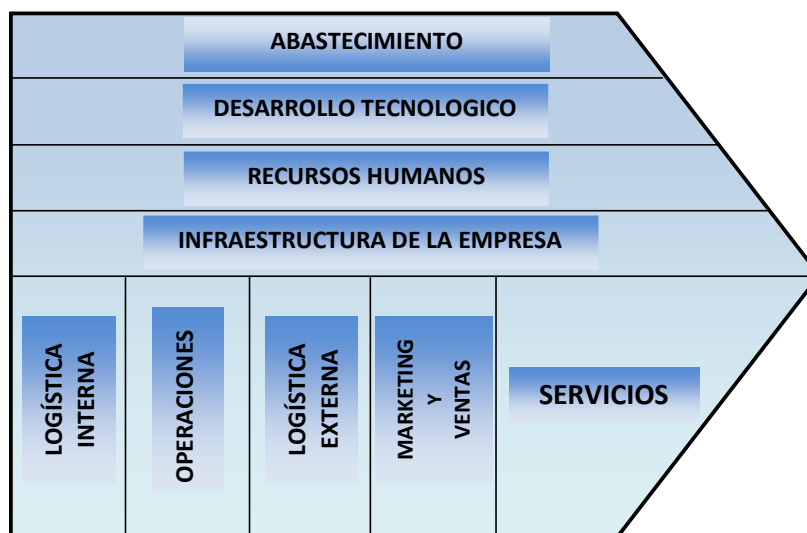 ABASTECIMIENTO
DESARROLLO TECNOLOGICO
RECURSOS HUMANOS
INFRAESTRUCTURA DE LA EMPRESA
LOGÍSTICA
INTERNA
OPERACIONES
LOGÍSTICA
EXTERNA
MARKETING
Y
VENTAS
SERVICIOS